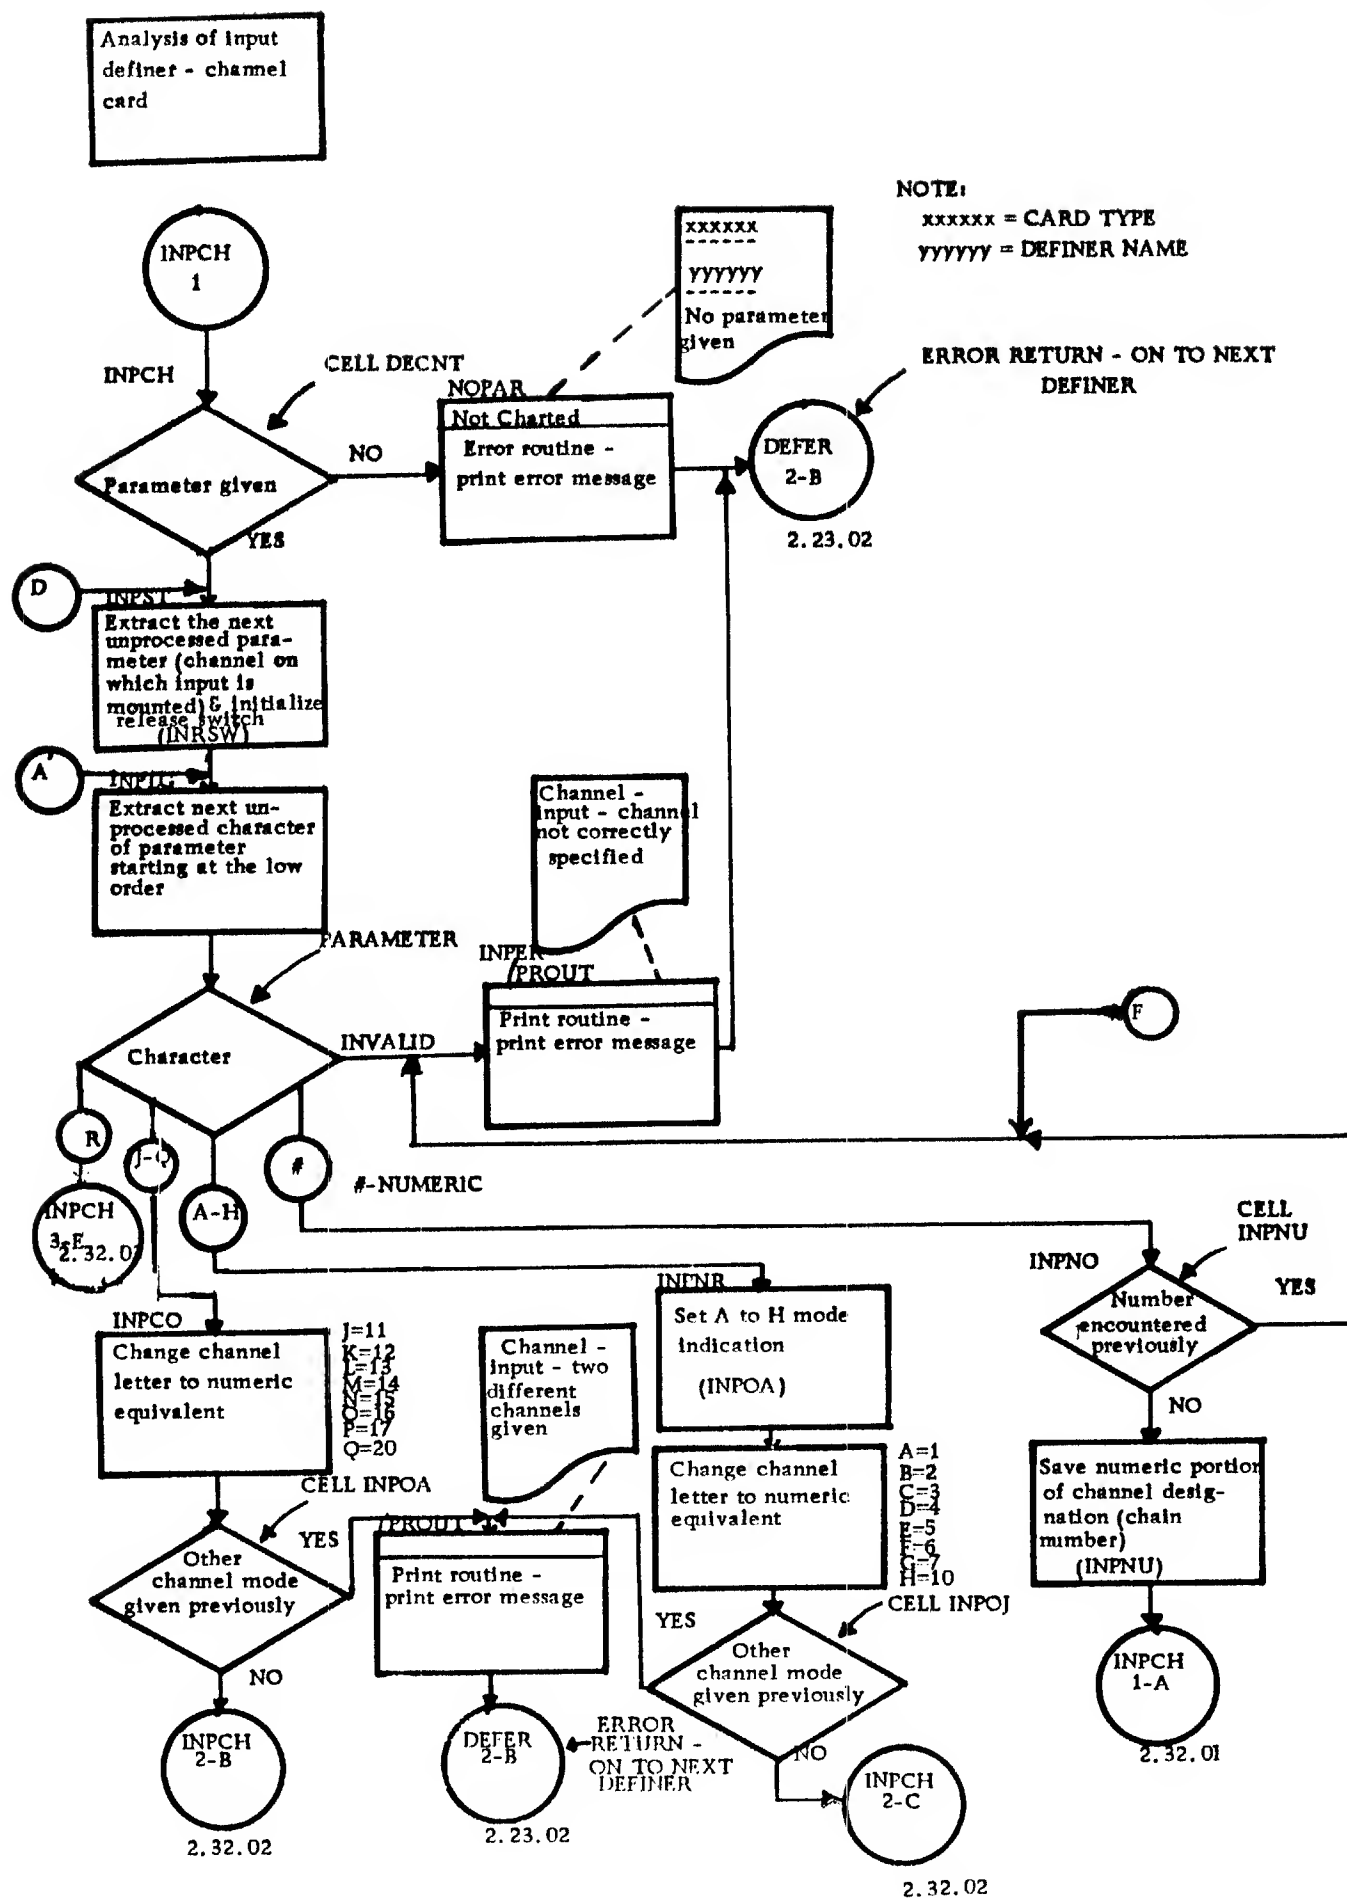 Analysis of input
definer - channel
card
INPCH
1
INPCH
CELL DECNT
Parameter given
NO
YES
NOPAR
Not Charted
Error routine -
print error message
xxxxxx
yyyyyy
No parameter
given
NOTE:
xxxxxx = CARD TYPE
yyyyyy = DEFINER NAME
ERROR RETURN - ON TO NEXT
DEFINER
DEFER
2-B
2.23.02
D
INPST
Extract the next
unprocessed para-
meter (channel on
which input is
mounted) & initialize
release switch
(INRSW)
A
Extract next un-
processed character
of parameter
starting at the low
order
PARAMETER
Character
INVALID
Channel -
input - channel
not correctly
specified
INPER
/PROUT
Print routine -
print error message
F
R
J-Q
A-H
#
#-NUMERIC
INPCH
3-E
2.32.0
INPCO
Change channel
letter to numeric
equivalent
J=11
K=12
L=13
M=14
N=15
O=16
P=17
Q=20
CELL INPOA
Other
channel mode
given previously
YES
NO
INPCH
2-B
2.32.02
Channel -
input - two
different
channels
given
/PROUT
Print routine -
print error message
DEFER
2-B
2.23.02
ERROR
RETURN -
ON TO NEXT
DEFINER
INPNR
Set A to H mode
indication
(INPOA)
Change channel
letter to numeric
equivalent
A=1
B=2
C=3
D=4
E=5
F=6
G=7
H=10
CELL INPOJ
YES
Other
channel mode
given previously
NO
INPCH
2-C
2.32.02
CELL
INPNU
INPNO
Number
encountered
previously
YES
NO
Save numeric portion
of channel desig-
nation (chain
number)
(INPNU)
INPCH
1-A
2.32.01